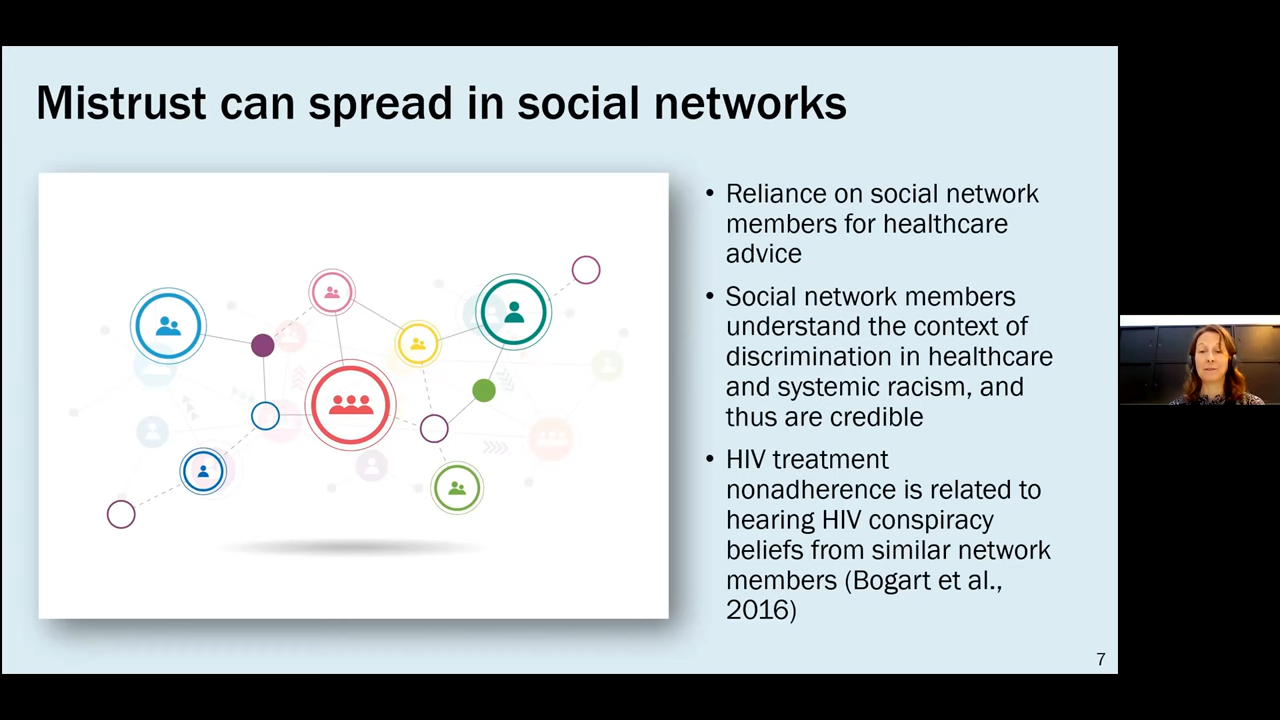 Mistrust can spread in social networks
• Reliance on social network
members for healthcare
advice
• Social network members
understand the context of
discrimination in healthcare
and systemic racism, and
thus are credible
• HIV treatment
nonadherence is related to
hearing HIV conspiracy
beliefs from similar network
members (Bogart et al.,
2016)
7